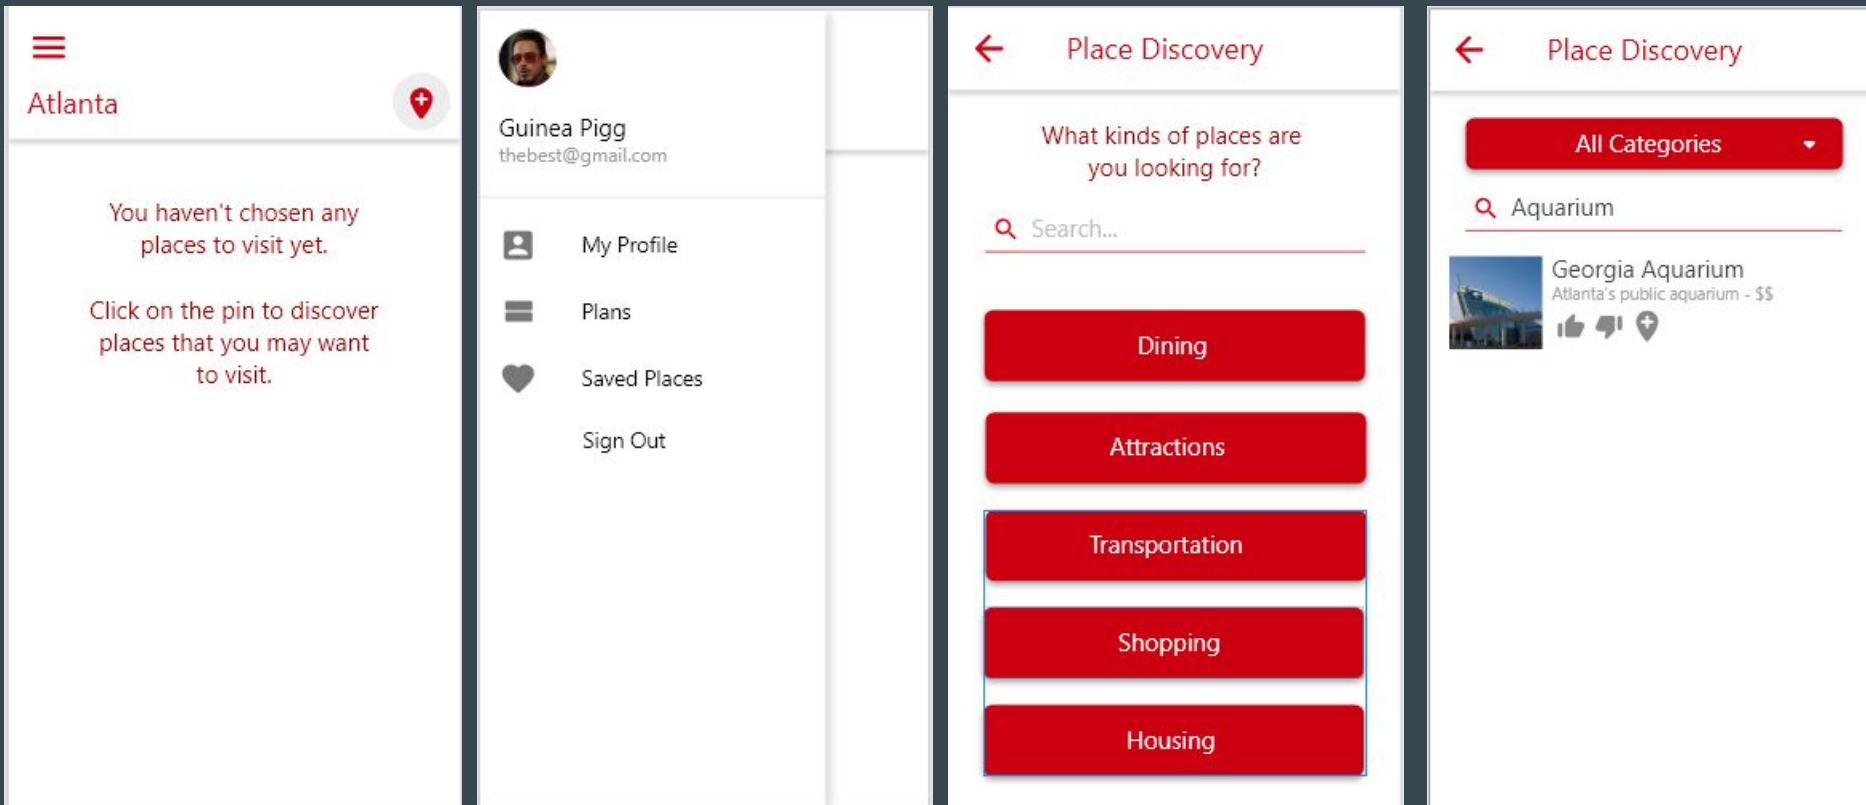 Atlanta
You haven't chosen any
places to visit yet.
Click on the pin to discover
places that you may want
to visit.
Guinea Pigg
thebest@gmail.com
My Profile
Plans
Saved Places
Sign Out
Place Discovery
What kinds of places are
you looking for?
Search...
Dining
Attractions
Transportation
Shopping
Housing
Place Discovery
All Categories
Aquarium
Georgia Aquarium
Atlanta's public aquarium - $$